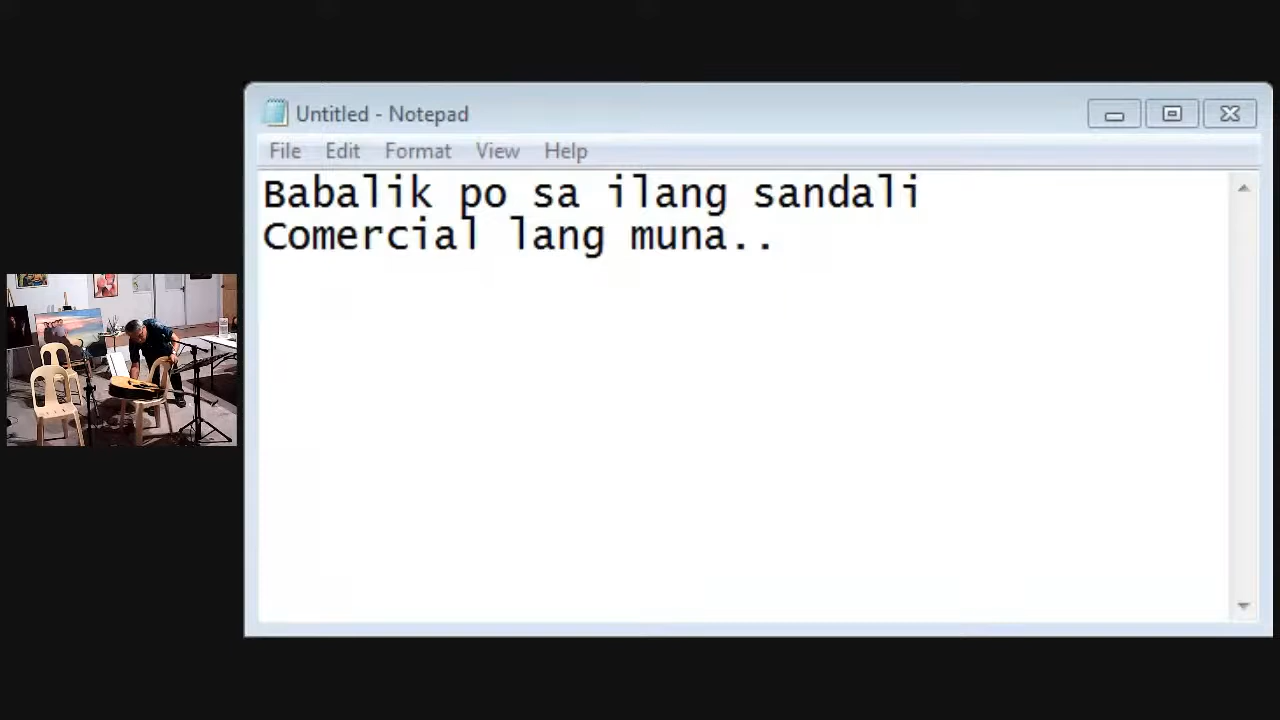 Untitled - Notepad
File Edit Format View Help
Babalik po sa ilang sandali
Comercial lang muna..